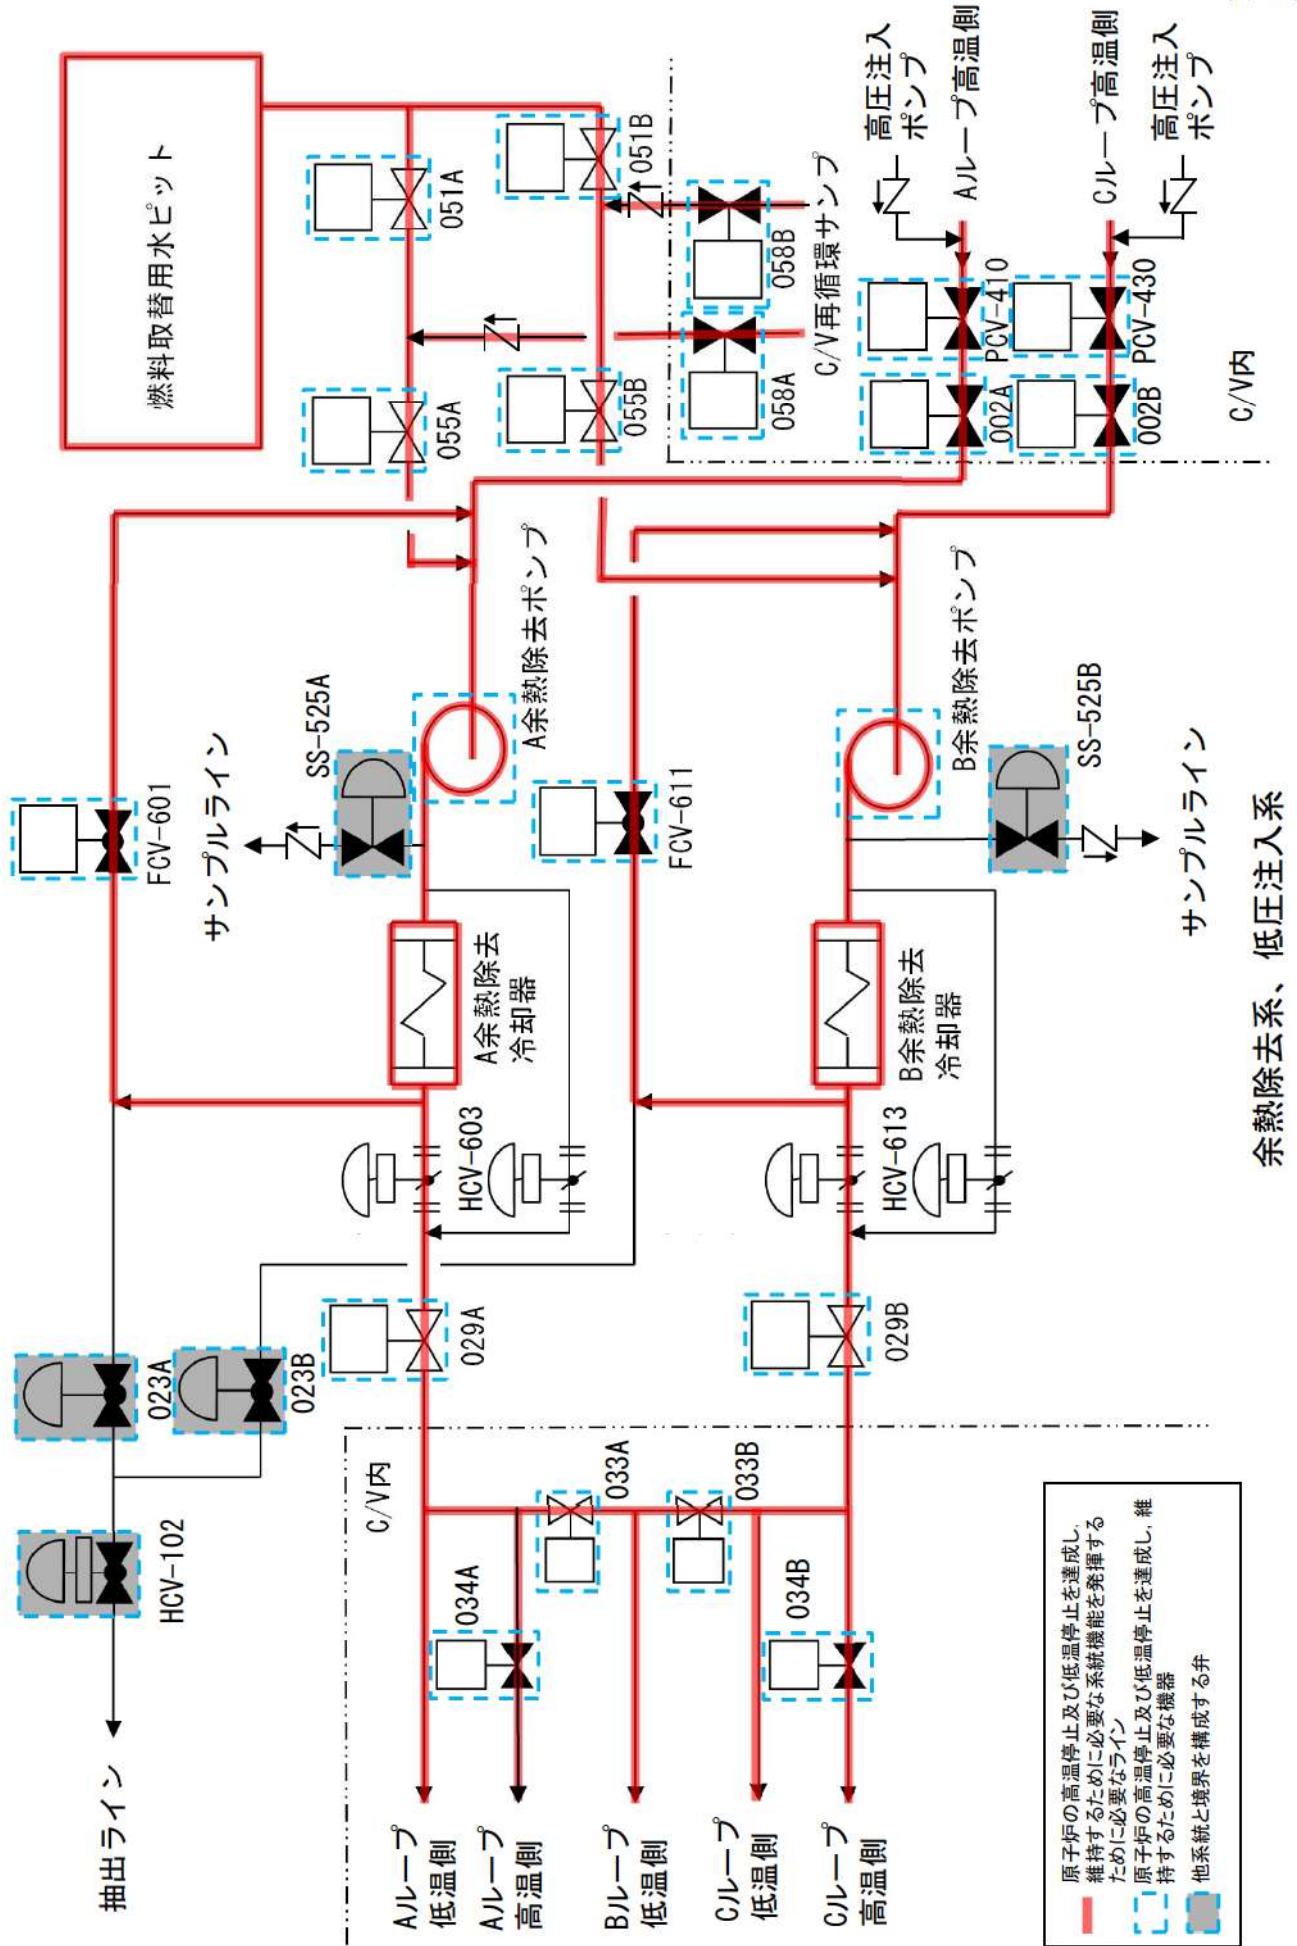 抽出ライン
HCV-102
023A
023B
FCV-601
サンプルライン
SS-525A
燃料取替用水ピット
051A
055A
051B
055B
058B
058A
C/V再循環サンプ
高圧注入
ポンプ
Aループ高温側
PCV-410
002A
Cループ高温側
高圧注入
ポンプ
PCV-430
002B
C/V内
A余熱除去ポンプ
A余熱除去
冷却器
HCV-603
029A
FCV-611
B余熱除去ポンプ
SS-525B
サンプルライン
B余熱除去
冷却器
HCV-613
029B
C/V内
034A
033A
033B
034B
Aループ
低温側
Aループ
高温側
Bループ
低温側
Cループ
低温側
Cループ
高温側
原子炉の高温停止及び低温停止を達成し,
維持するために必要な系統機能を発揮する
ために必要なライン
原子炉の高温停止及び低温停止を達成し, 維
持するために必要な機器
他系統と境界を構成する弁
余熱除去系、低圧注入系